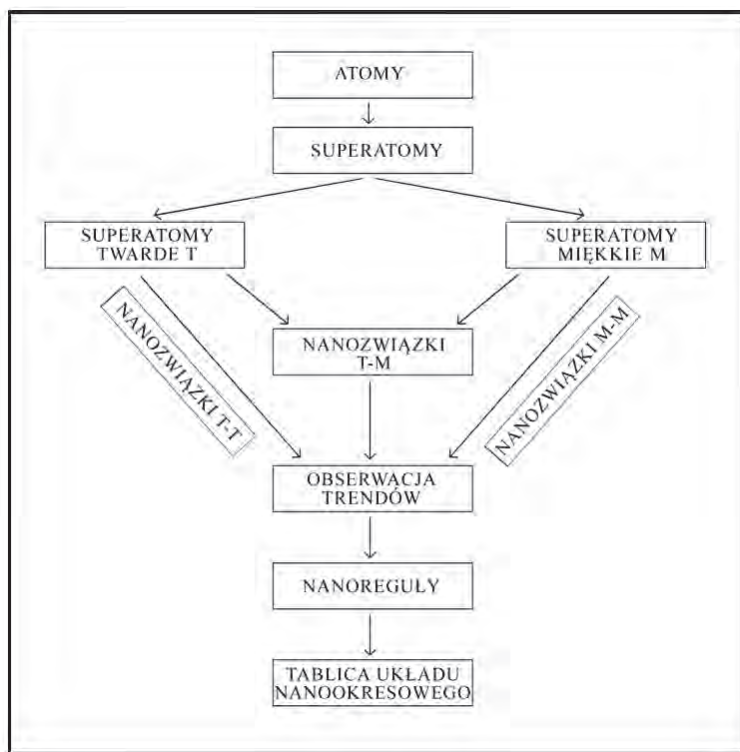 ATOMY
SUPERATOMY
SUPERATOMY
TWARDE T
SUPERATOMY
MIĘKKIE M
NANOZWIĄZKI T-T
NANOZWIĄZKI
T-M
NANOZWIĄZKI M-M
OBSERWACJA
TRENDÓW
NANOREGUŁY
TABLICA UKŁADU
NANOOKRESOWEGO